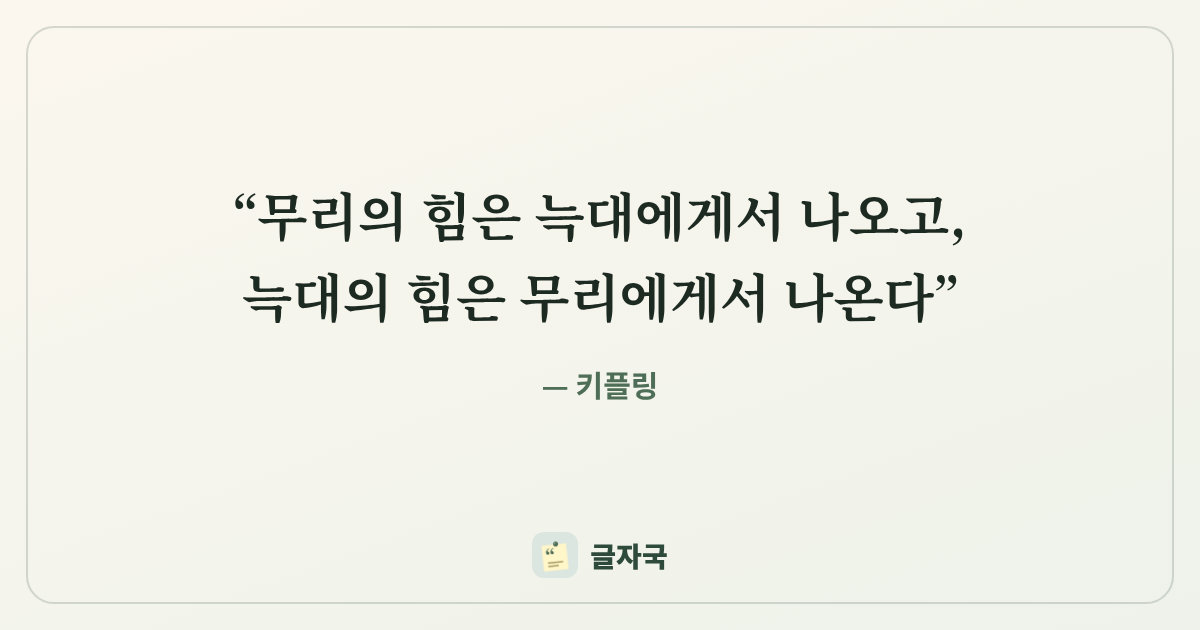 “무리의 힘은 늑대에게서 나오고,
늑대의 힘은 무리에게서 나온다”
— 키플링
글자국